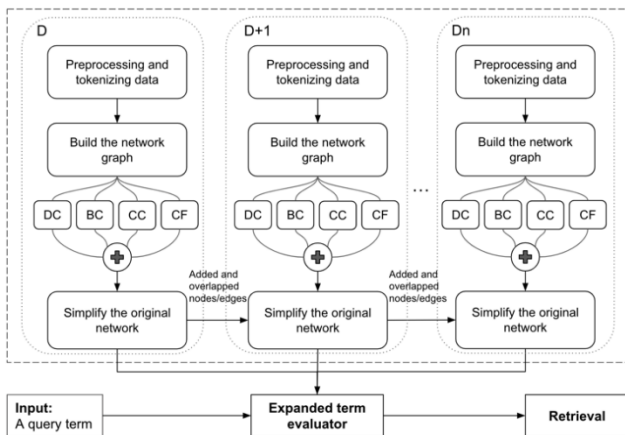 D
Preprocessing and
tokenizing data
Build the network
graph
DC
BC
CC
CF
Simplify the original
network
Added and
overlapped
nodes/edges
D+1
Preprocessing and
tokenizing data
Build the network
graph
DC
BC
CC
CF
Simplify the original
network
Added and
overlapped
nodes/edges
...
Dn
Preprocessing and
tokenizing data
Build the network
graph
DC
BC
CC
CF
Simplify the original
network
Input:
A query term
Expanded term
evaluator
Retrieval